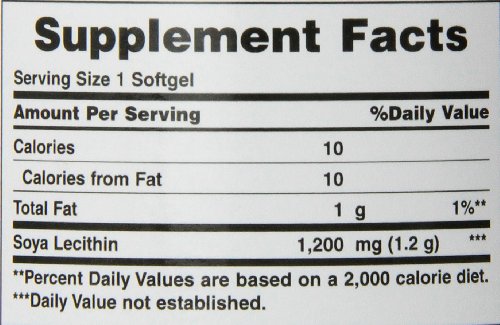 Supplement Facts
Serving Size 1 Softgel
Amount Per Serving %Daily Value
Calories 10
Calories from Fat 10
Total Fat 1 g 1%**
Soya Lecithin 1,200 mg (1.2 g) ***
**Percent Daily Values are based on a 2,000 calorie diet.
***Daily Value not established.